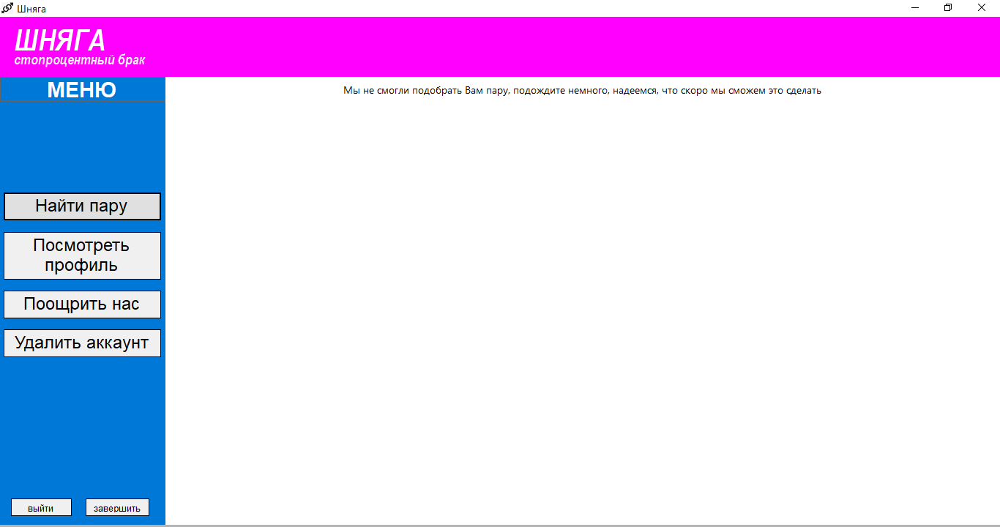 Шняга
ШНЯГА
стопроцентный брак
МЕНЮ
Мы не смогли подобрать Вам пару, подождите немного, надеемся, что скоро мы сможем это сделать
Найти пару
Посмотреть
профиль
Поощрить нас
Удалить аккаунт
выйти
завершить